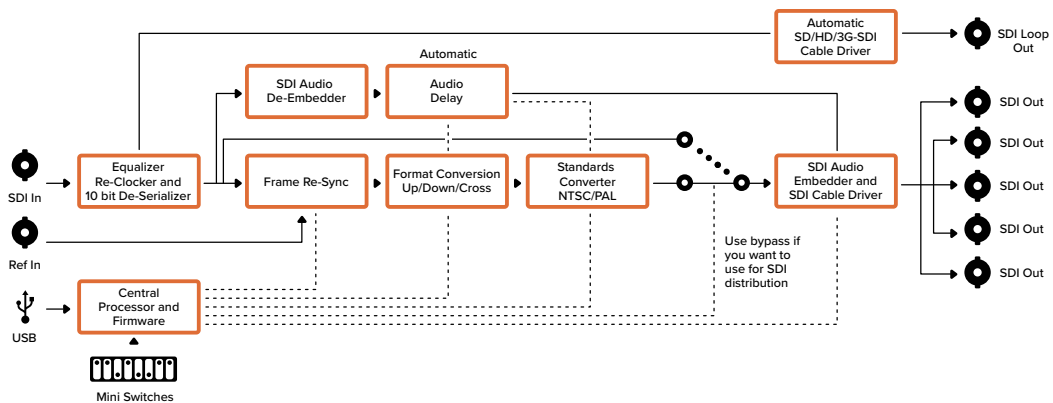 Automatic
SD/HD/3G-SDI
Cable Driver
SDI Loop
Out
Automatic
SDI Audio
De-Embedder
Audio
Delay
SDI Out
SDI Out
SDI Out
SDI Out
SDI Out
SDI In
Equalizer
Re-Clocker and
10 bit De-Serializer
Frame Re-Sync
Format Conversion
Up/Down/Cross
Standards
Converter
NTSC/PAL
SDI Audio
Embedder and
SDI Cable Driver
Ref In
Use bypass if
you want to
use for SDI
distribution
USB
Central
Processor and
Firmware
Mini Switches